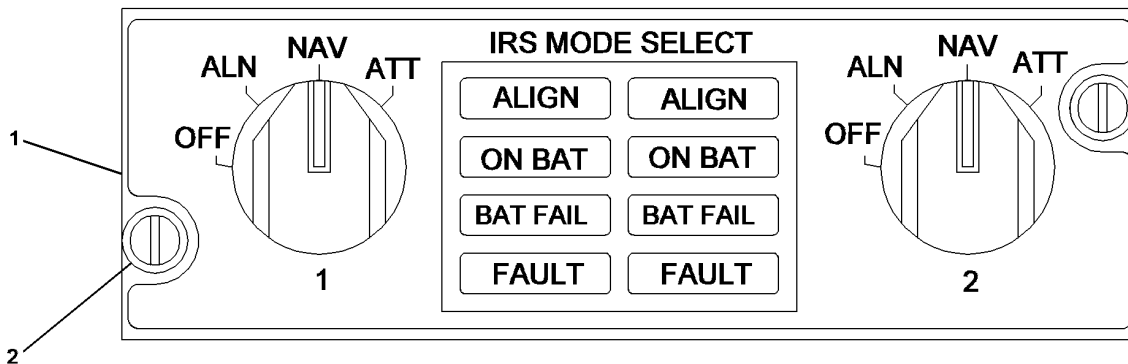 IRS MODE SELECT
OFF ALN NAV ATT
1
ALIGN ALIGN
ON BAT ON BAT
BAT FAIL BAT FAIL
FAULT FAULT
OFF ALN NAV ATT
2
1
2